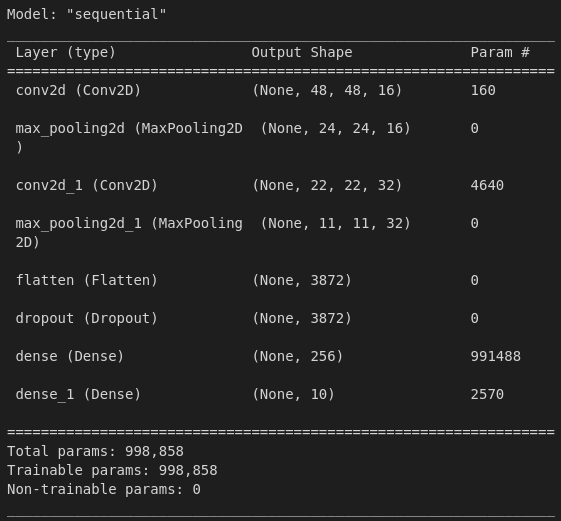 Model: "sequential"
Layer (type) Output Shape Param #
conv2d (Conv2D) (None, 48, 48, 16) 160
max_pooling2d (MaxPooling2D (None, 24, 24, 16) 0
)
conv2d_1 (Conv2D) (None, 22, 22, 32) 4640
max_pooling2d_1 (MaxPooling (None, 11, 11, 32) 0
2D)
flatten (Flatten) (None, 3872) 0
dropout (Dropout) (None, 3872) 0
dense (Dense) (None, 256) 991488
dense_1 (Dense) (None, 10) 2570
Total params: 998,858
Trainable params: 998,858
Non-trainable params: 0